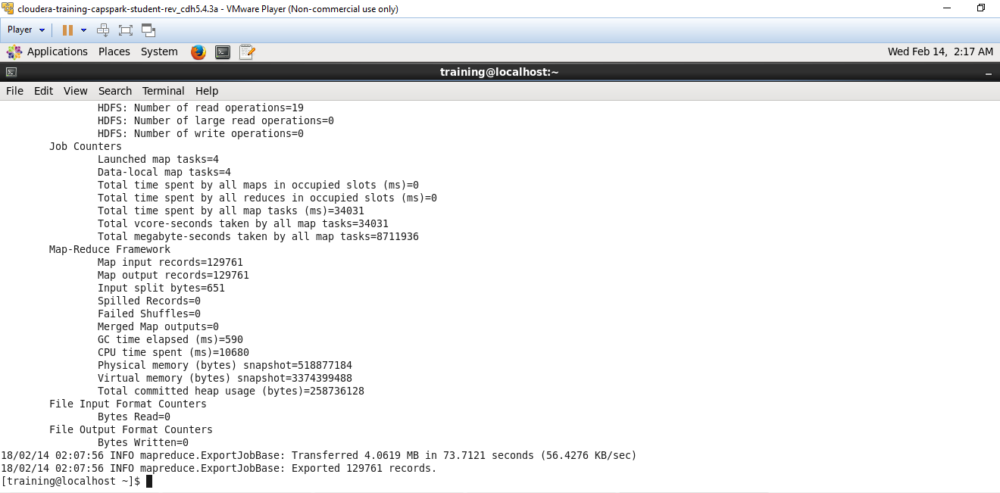 cloudera-training-capspark-student-rev_cdh5.4.3a - VMware Player (Non-commercial use only)
Player
Applications Places System Wed Feb 14, 2:17 AM
training@localhost:~
File Edit View Search Terminal Help
HDFS: Number of read operations=19
HDFS: Number of large read operations=0
HDFS: Number of write operations=0
Job Counters
Launched map tasks=4
Data-local map tasks=4
Total time spent by all maps in occupied slots (ms)=0
Total time spent by all reduces in occupied slots (ms)=0
Total time spent by all map tasks (ms)=34031
Total vcore-seconds taken by all map tasks=34031
Total megabyte-seconds taken by all map tasks=8711936
Map-Reduce Framework
Map input records=129761
Map output records=129761
Input split bytes=651
Spilled Records=0
Failed Shuffles=0
Merged Map outputs=0
GC time elapsed (ms)=590
CPU time spent (ms)=10680
Physical memory (bytes) snapshot=518877184
Virtual memory (bytes) snapshot=3374399488
Total committed heap usage (bytes)=258736128
File Input Format Counters
Bytes Read=0
File Output Format Counters
Bytes Written=0
18/02/14 02:07:56 INFO mapreduce.ExportJobBase: Transferred 4.0619 MB in 73.7121 seconds (56.4276 KB/sec)
18/02/14 02:07:56 INFO mapreduce.ExportJobBase: Exported 129761 records.
[training@localhost ~]$